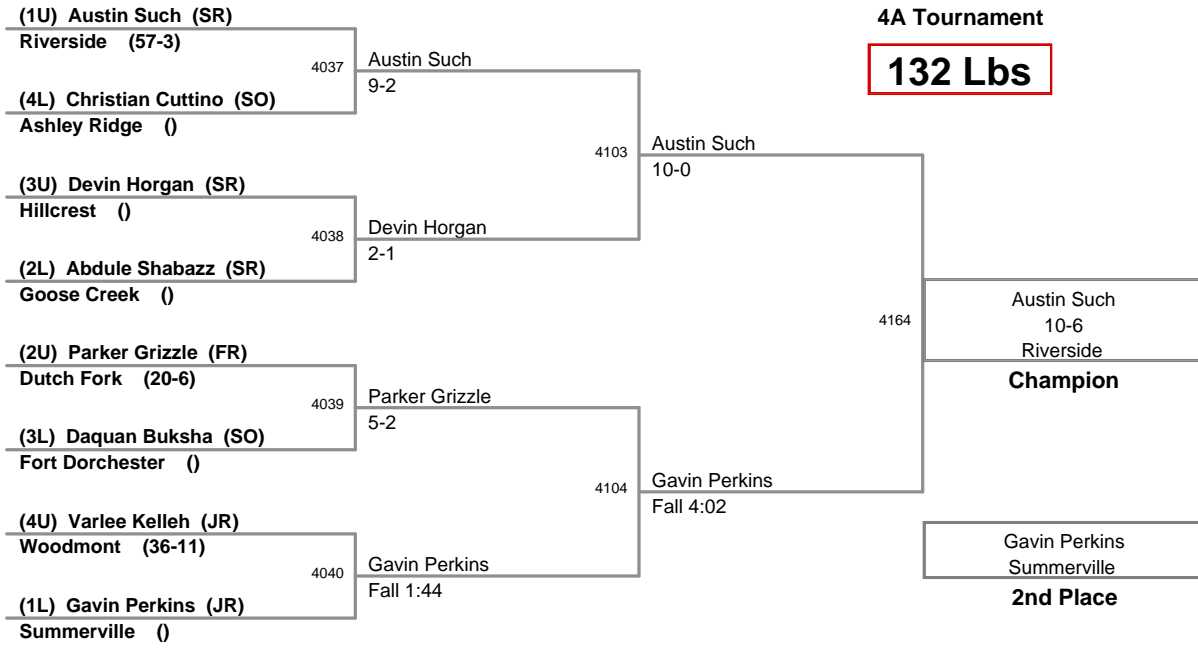 (1U) Austin Such (SR)
Riverside (57-3)
4A Tournament
132 Lbs
4037
Austin Such
9-2
(4L) Christian Cuttino (SO)
Ashley Ridge ()
4103
Austin Such
10-0
(3U) Devin Horgan (SR)
Hillcrest ()
4038
Devin Horgan
2-1
(2L) Abdule Shabazz (SR)
Goose Creek ()
4164
Austin Such
10-6
Riverside
Champion
(2U) Parker Grizzle (FR)
Dutch Fork (20-6)
4039
Parker Grizzle
5-2
(3L) Daquan Buksha (SO)
Fort Dorchester ()
4104
Gavin Perkins
Fall 4:02
(4U) Varlee Kelleh (JR)
Woodmont (36-11)
4040
Gavin Perkins
Fall 1:44
Gavin Perkins
Summerville
2nd Place
(1L) Gavin Perkins (JR)
Summerville ()